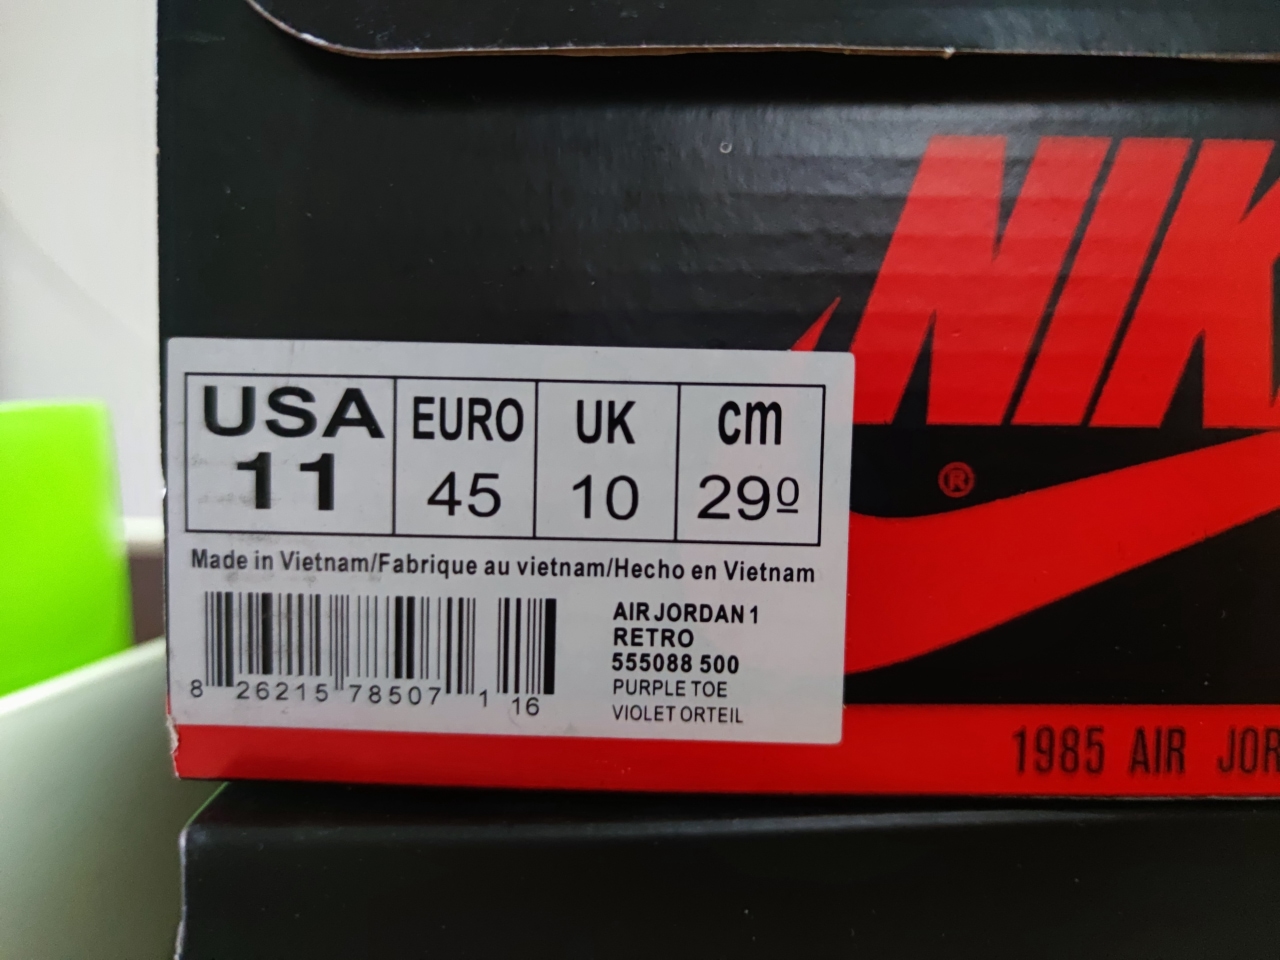 NIK
®
USA EURO UK cm
11 45 10 29º
Made in Vietnam/Fabrique au vietnam/Hecho en Vietnam
AIR JORDAN 1
RETRO
555088 500
PURPLE TOE
VIOLET ORTEIL
8 26215 78507 1 16
1985 AIR JOR